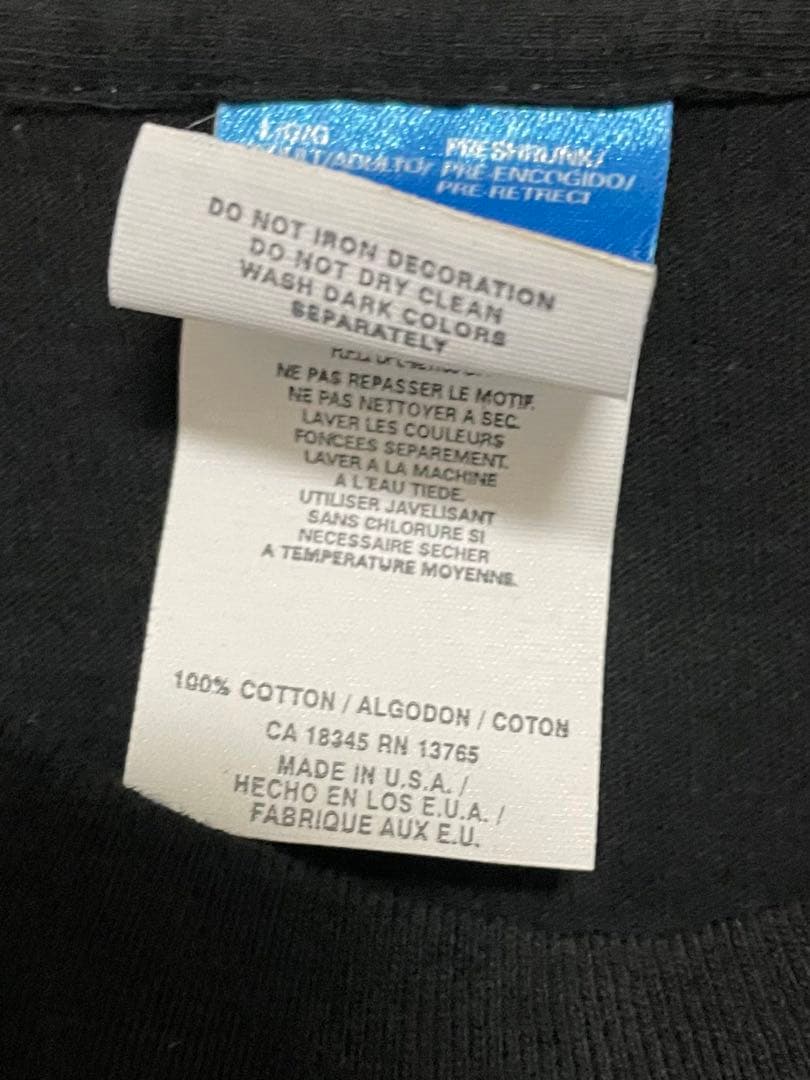 L/G/G
PRESHRUNK/
ADULT/ADULTO/ PRE-ENCOGIDO/
PRE-RETRECI
DO NOT IRON DECORATION
DO NOT DRY CLEAN
WASH DARK COLORS
SEPARATELY
NE PAS REPASSER LE MOTIF.
NE PAS NETTOYER A SEC.
LAVER LES COULEURS
FONCEES SEPAREMENT.
LAVER A LA MACHINE
A L'EAU TIEDE.
UTILISER JAVELISANT
SANS CHLORURE SI
NECESSAIRE SECHER
A TEMPERATURE MOYENNE.
100% COTTON / ALGODON / COTON
CA 18345 RN 13765
MADE IN U.S.A. /
HECHO EN LOS E.U.A. /
FABRIQUE AUX E.U.